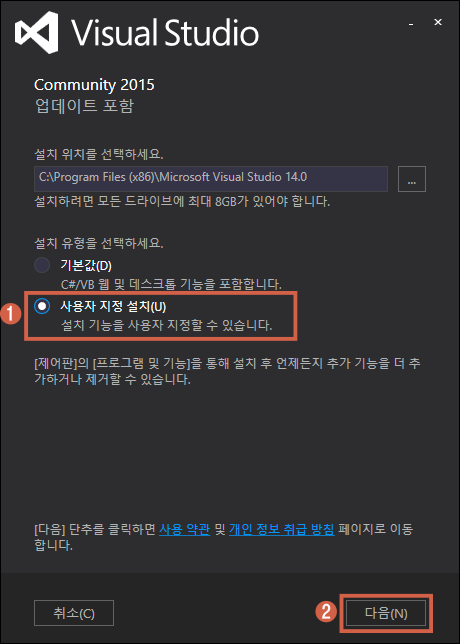 Visual Studio
Community 2015
업데이트 포함
설치 위치를 선택하세요.
C:\Program Files (x86)\Microsoft Visual Studio 14.0
...
설치하려면 모든 드라이브에 최대 8GB가 있어야 합니다.
설치 유형을 선택하세요.
기본값(D)
C#/VB 웹 및 데스크톱 기능을 포함합니다.
1 사용자 지정 설치(U)
설치 기능을 사용자 지정할 수 있습니다.
[제어판]의 [프로그램 및 기능]을 통해 설치 후 언제든지 추가 기능을 더 추
가하거나 제거할 수 있습니다.
[다음] 단추를 클릭하면 사용 약관 및 개인 정보 취급 방침 페이지로 이동
합니다.
취소(C)
2 다음(N)